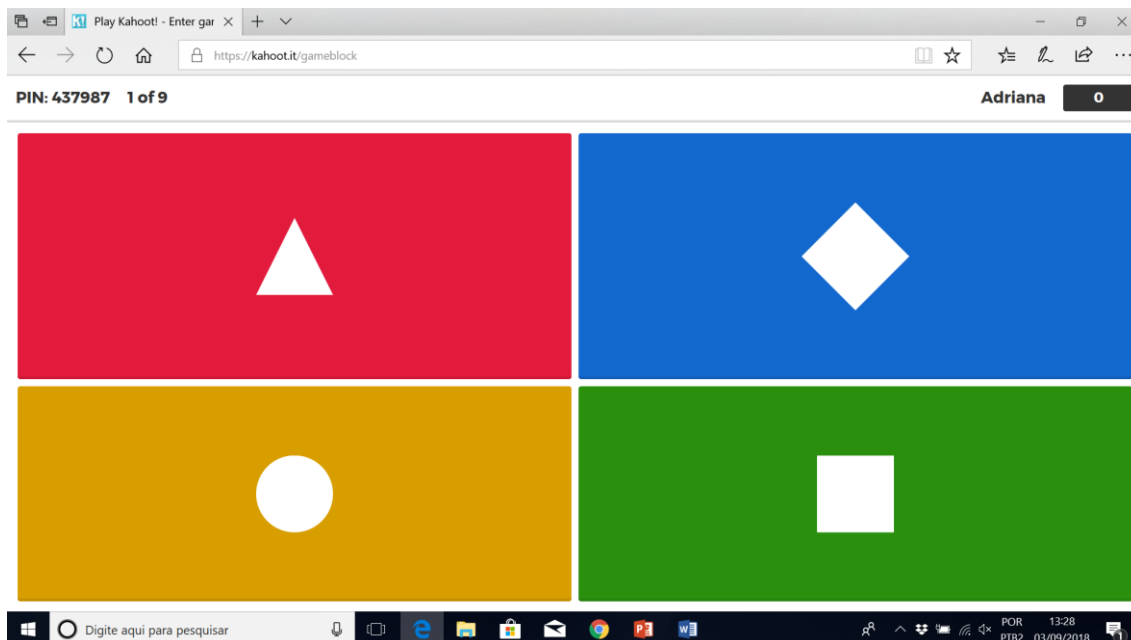 Play Kahoot! - Enter gar
https://kahoot.it/gameblock
PIN: 437987 1 of 9 Adriana 0
Digite aqui para pesquisar
POR 13:28
PTB2 03/09/2018